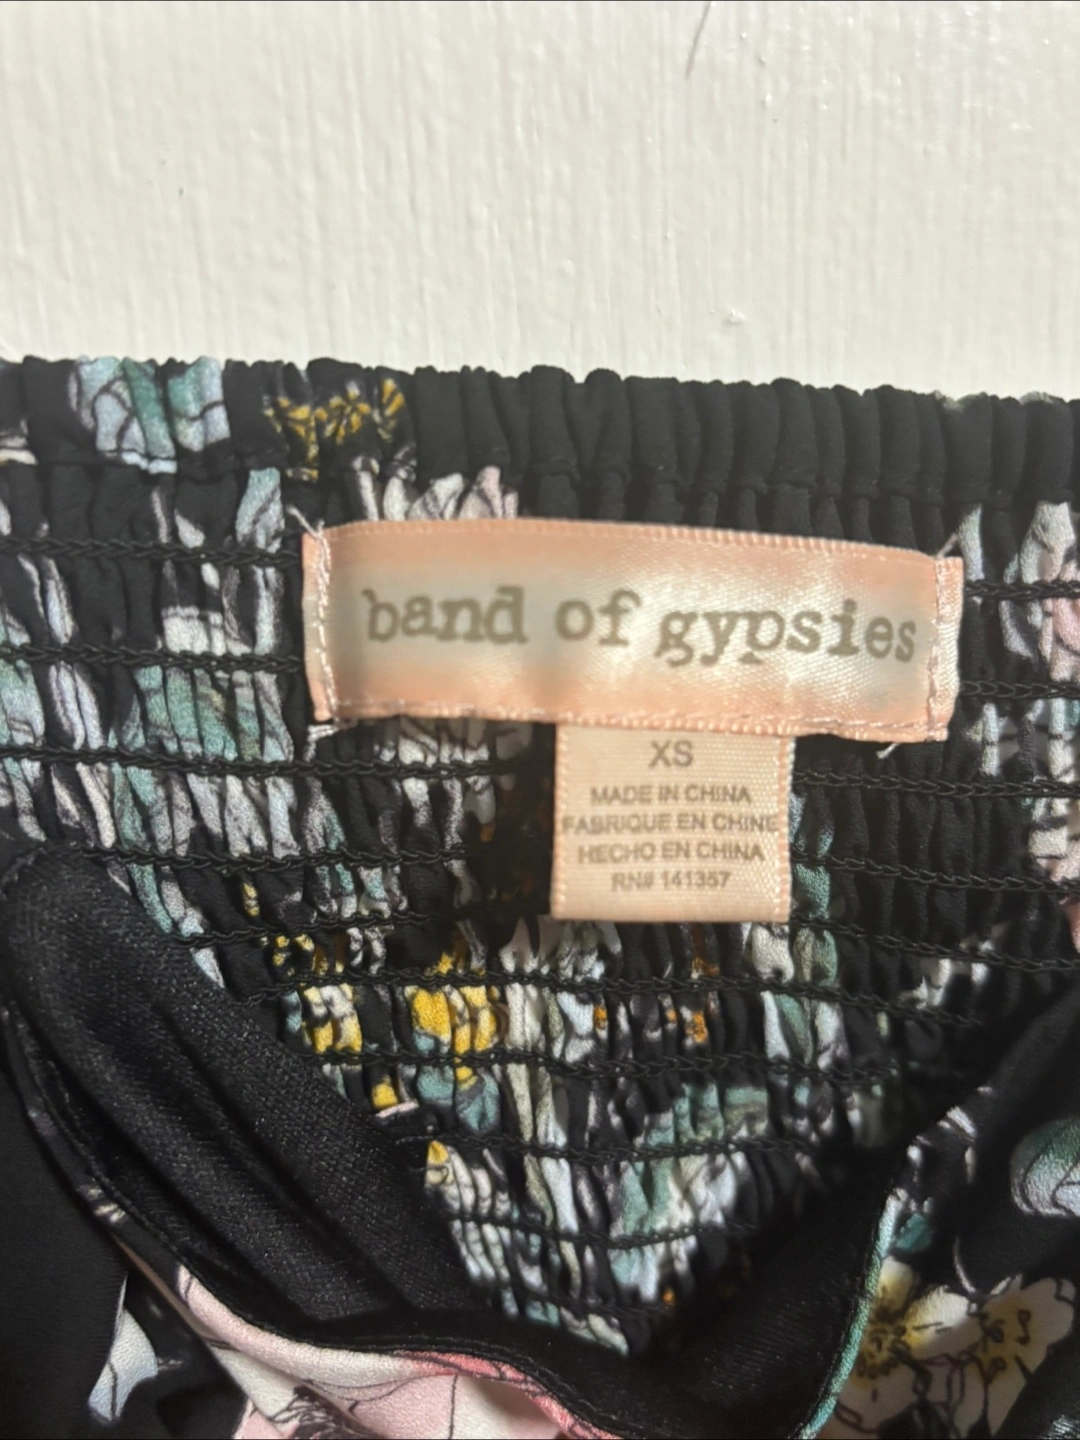 band of gypsies
XS
MADE IN CHINA
FABRIQUE EN CHINE
HECHO EN CHINA
RN# 141357